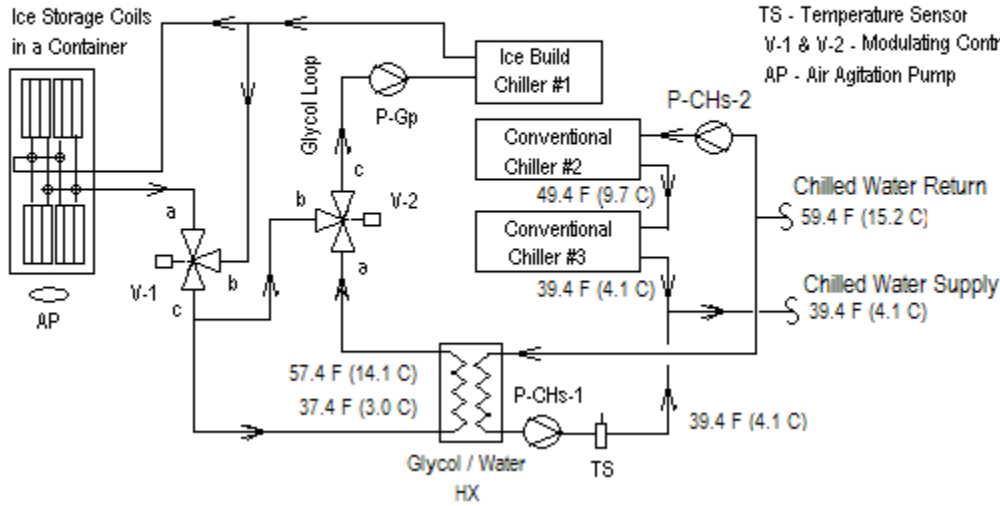 Ice Storage Coils
in a Container
TS - Temperature Sensor
V-1 & V-2 - Modulating Contr
AP - Air Agitation Pump
Glycol Loop
Ice Build
Chiller #1
P-Gp
P-CHs-2
Conventional
Chiller #2
49.4 F (9.7 C)
Chilled Water Return
59.4 F (15.2 C)
c
b
V-2
a
Conventional
Chiller #3
39.4 F (4.1 C)
Chilled Water Supply
39.4 F (4.1 C)
a
V-1
b
c
AP
57.4 F (14.1 C)
37.4 F (3.0 C)
P-CHs-1
39.4 F (4.1 C)
TS
Glycol / Water
HX